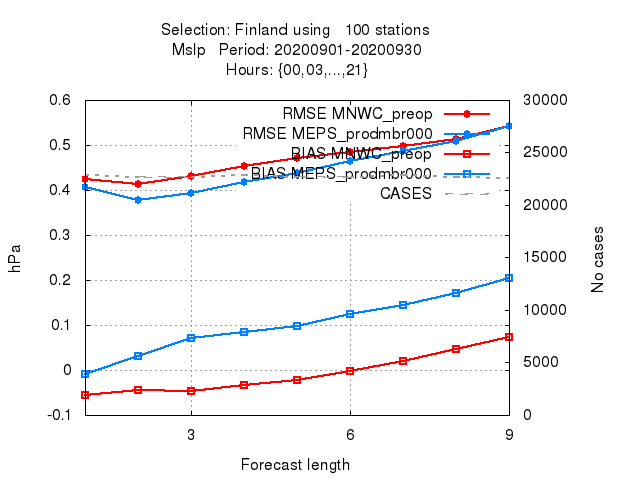 Selection: Finland using   100 stations
Mslp   Period: 20200901-20200930
Hours: {00,03,...,21}
0.6 30000
RMSE MNWC_preop
RMSE MEPS_prodmbr000
0.5 25000
BIAS MNWC_preop
BIAS MEPS_prodmbr000
0.4 20000
CASES
0.3 15000
0.2 10000
0.1 5000
0
-0.1 0
hPa
No cases
3 6 9
Forecast length